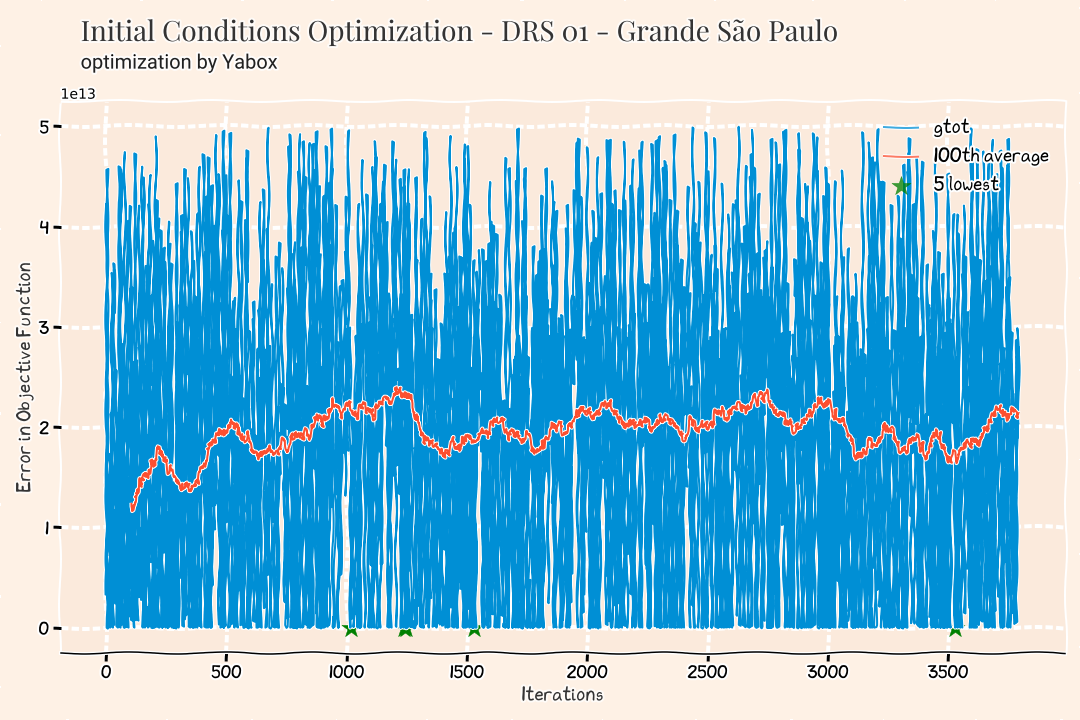 Initial Conditions Optimization - DRS 01 - Grande São Paulo
optimization by Yabox
1e13
gtot
100th average
5 lowest
5
4
3
2
1
0
Error in Objective Function
0 500 1000 1500 2000 2500 3000 3500
Iterations